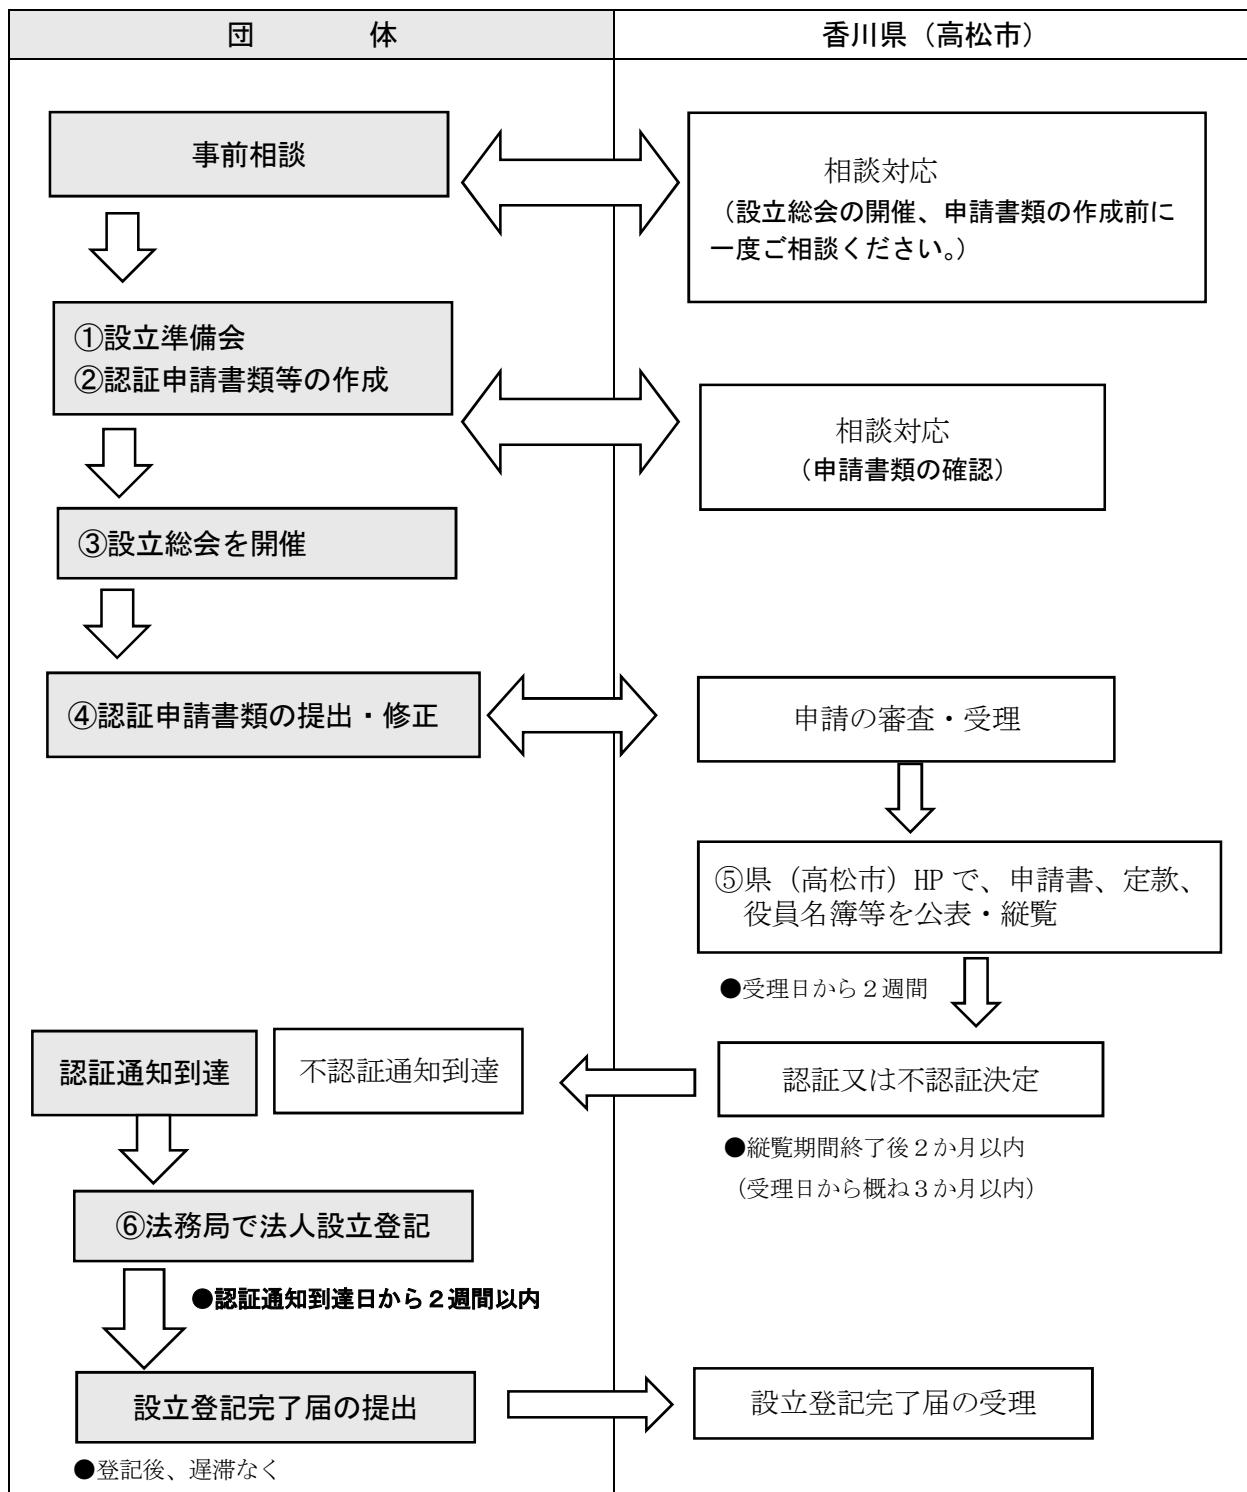 団　　　　体
香川県（高松市）
事前相談
相談対応
（設立総会の開催、申請書類の作成前に
一度ご相談ください。）
①設立準備会
②認証申請書類等の作成
相談対応
（申請書類の確認）
③設立総会を開催
④認証申請書類の提出・修正
申請の審査・受理
⑤県（高松市）HPで、申請書、定款、
役員名簿等を公表・縦覧
●受理日から２週間
認証通知到達
不認証通知到達
認証又は不認証決定
●縦覧期間終了後２か月以内
（受理日から概ね３か月以内）
⑥法務局で法人設立登記
●認証通知到達日から２週間以内
設立登記完了届の提出
設立登記完了届の受理
●登記後、遅滞なく